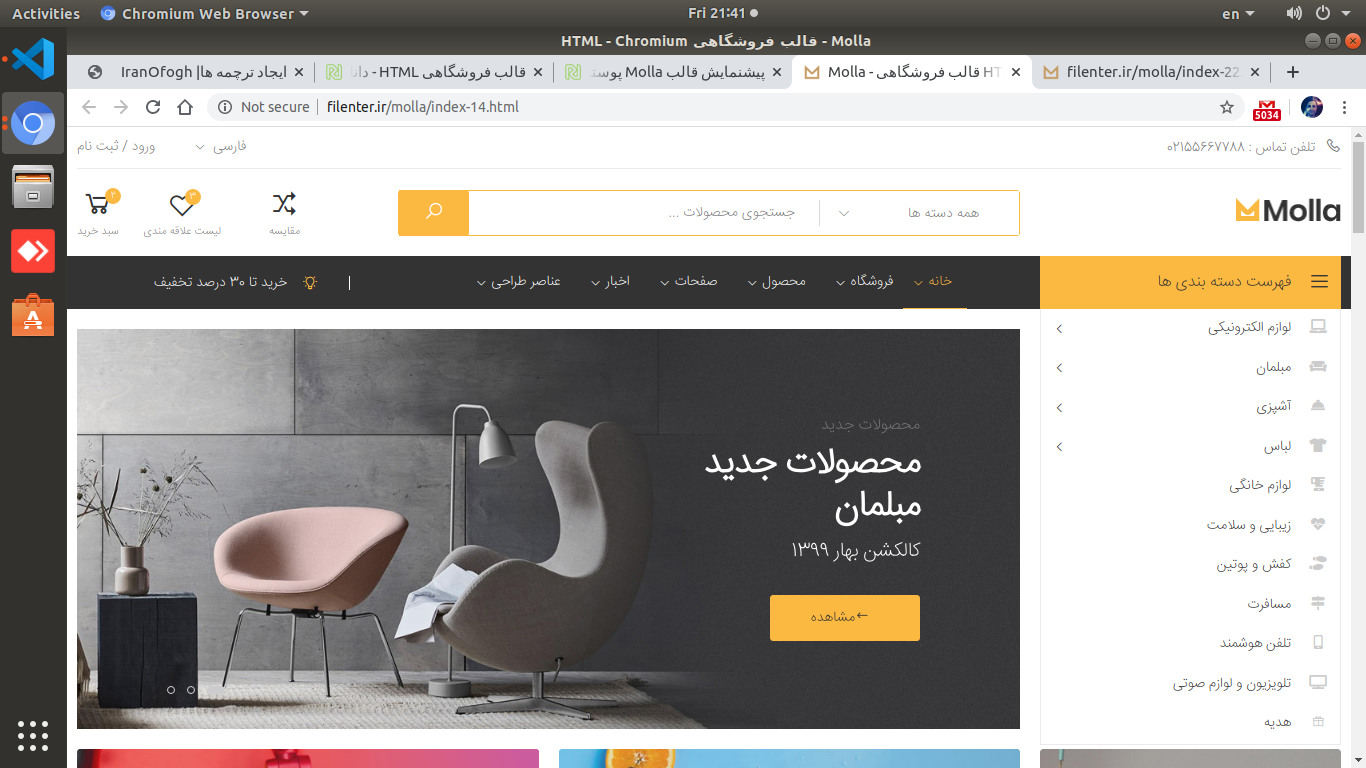 Activities
Chromium Web Browser
Fri 21:41
en
Molla - قالب فروشگاهی HTML - Chromium
ایجاد ترجمه ها| IranOfogh
قالب فروشگاهی HTML - دانا
پیشنمایش قالب Molla پوسته
Molla - قالب فروشگاهی HT
filenter.ir/molla/index-22
Not secure
filenter.ir/molla/index-14.html
5034
تلفن تماس : ۰۲۱۵۵۶۶۷۷۸۸
فارسی
ورود / ثبت نام
Molla
همه دسته ها
جستجوی محصولات ...
مقایسه
۳
لیست علاقه مندی
۲
سبد خرید
فهرست دسته بندی ها
خانه
فروشگاه
محصول
صفحات
اخبار
عناصر طراحی
خرید تا ۳۰ درصد تخفیف
لوازم الکترونیکی
مبلمان
آشپزی
لباس
لوازم خانگی
زیبایی و سلامت
کفش و پوتین
مسافرت
تلفن هوشمند
تلویزیون و لوازم صوتی
هدیه
محصولات جدید
محصولات جدید
مبلمان
کالکشن بهار ۱۳۹۹
مشاهده←